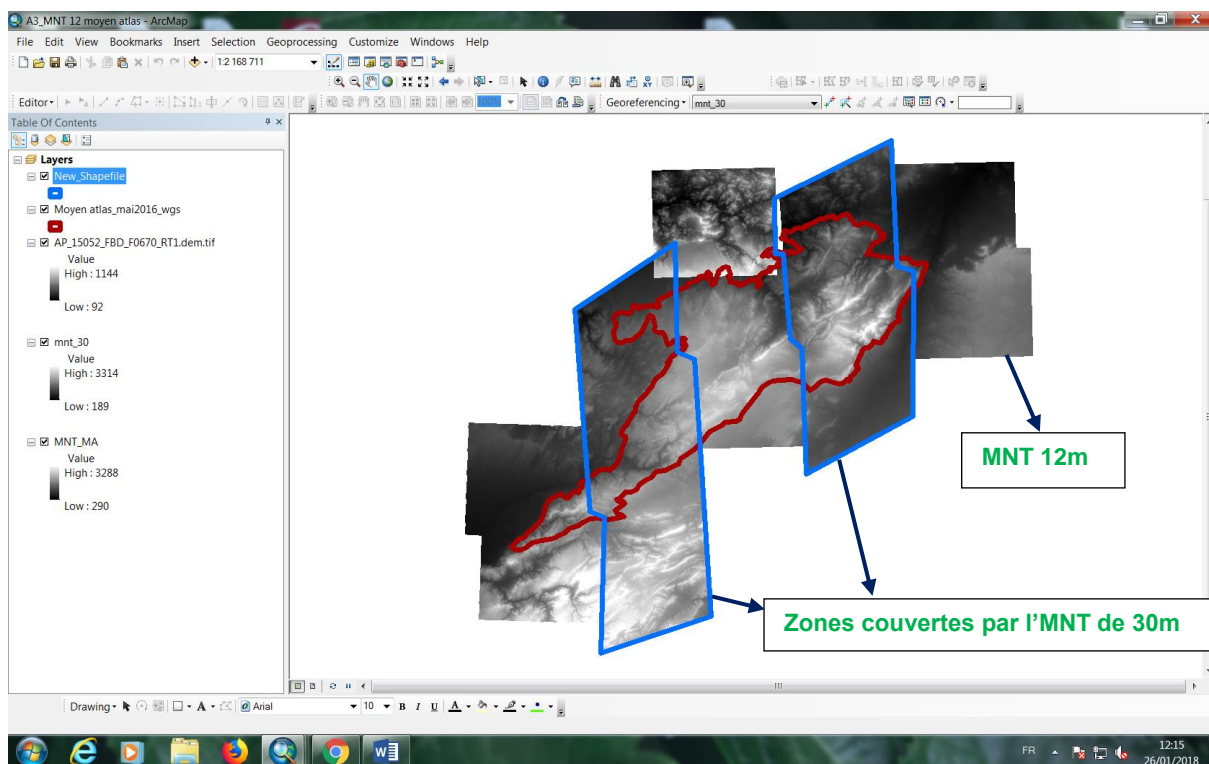 A3_MNT 12 moyen atlas - ArcMap
File Edit View Bookmarks Insert Selection Geoprocessing Customize Windows Help
1:2 168 711
Editor
100%
Georeferencing
mnt_30
Table Of Contents
Layers
New_Shapefile
Moyen atlas_mai2016_wgs
AP_15052_FBD_F0670_RT1.dem.tif
Value
High : 1144
Low : 92
mnt_30
Value
High : 3314
Low : 189
MNT_MA
Value
High : 3288
Low : 290
MNT 12m
Zones couvertes par l’MNT de 30m
Drawing
A
Arial
10
B I U A
FR
12:15
26/01/2018